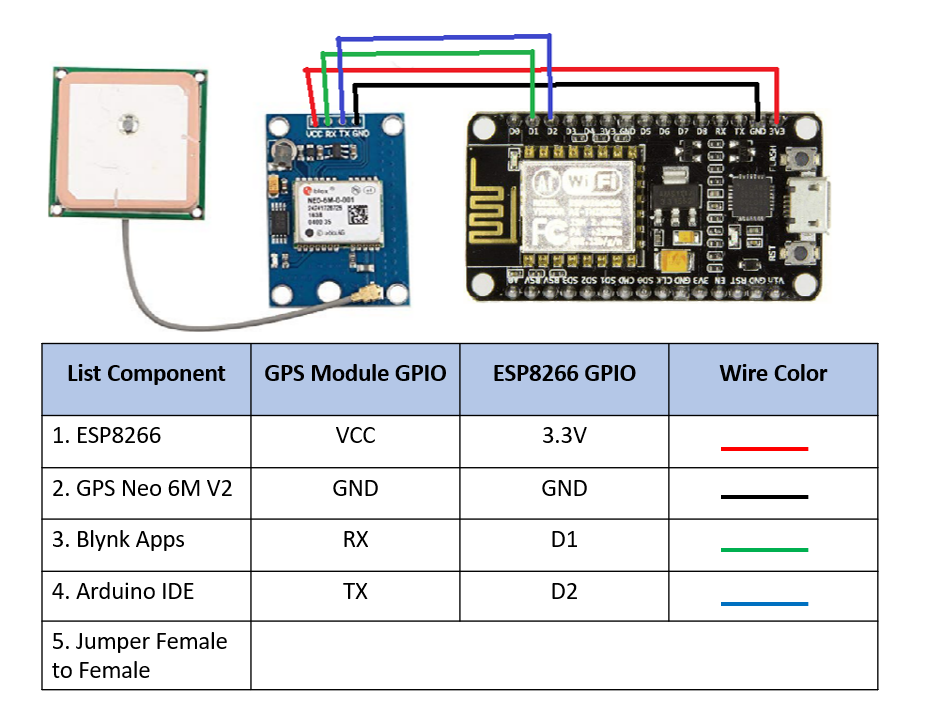 VCC RX TX GND
D0 D1 D2 D3 D4 3V3 GND D5 D6 D7 D8 RX TX GND 3V3
FLASH
u-blox
NEO-6M-0-001
WiFi
FC
RST
A0 RSV RSV SD3 SD2 SD1 CMD SD0 CLK GND 3V3 EN RST GND Vin
List Component GPS Module GPIO ESP8266 GPIO Wire Color
1. ESP8266 VCC 3.3V
2. GPS Neo 6M V2 GND GND
3. Blynk Apps RX D1
4. Arduino IDE TX D2
5. Jumper Female
to Female